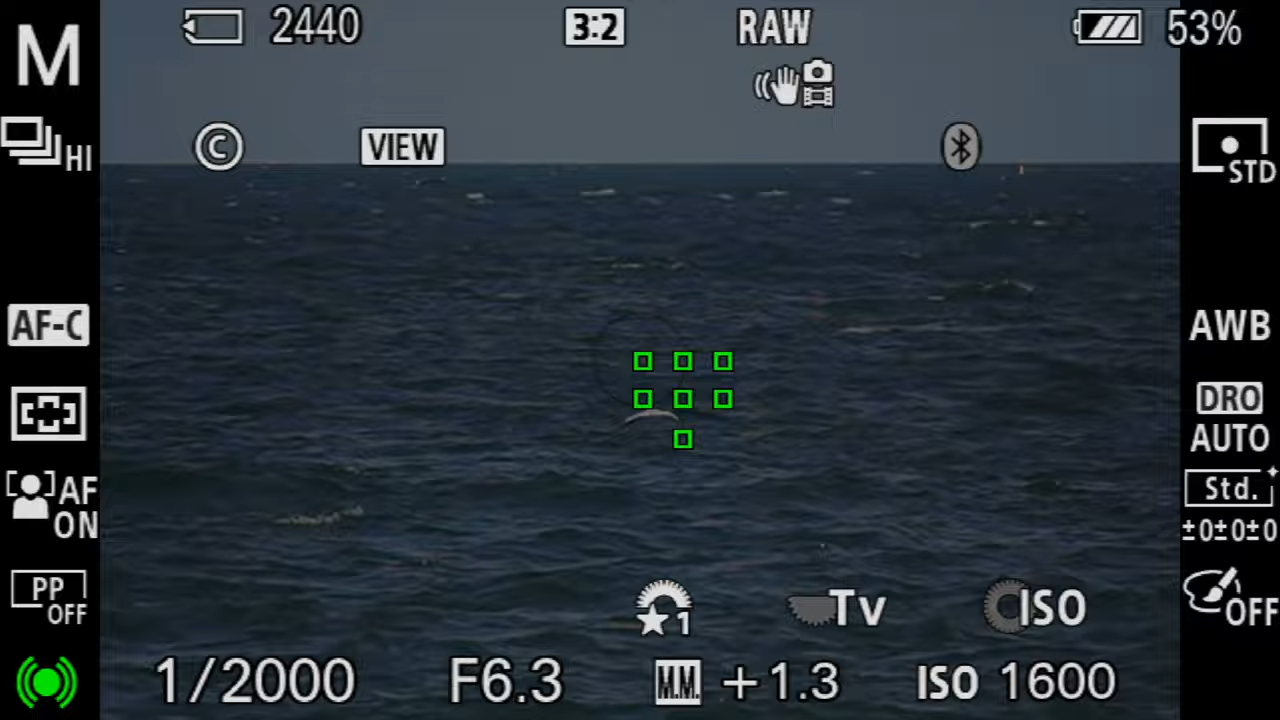 M 2440 3:2 RAW 53%
HI C VIEW STD
AF-C AWB
DRO
AUTO
AF
ON
Std.
±0±0±0
PP
OFF
OFF
1 Tv ISO
1/2000 F6.3 M.M. +1.3 ISO 1600